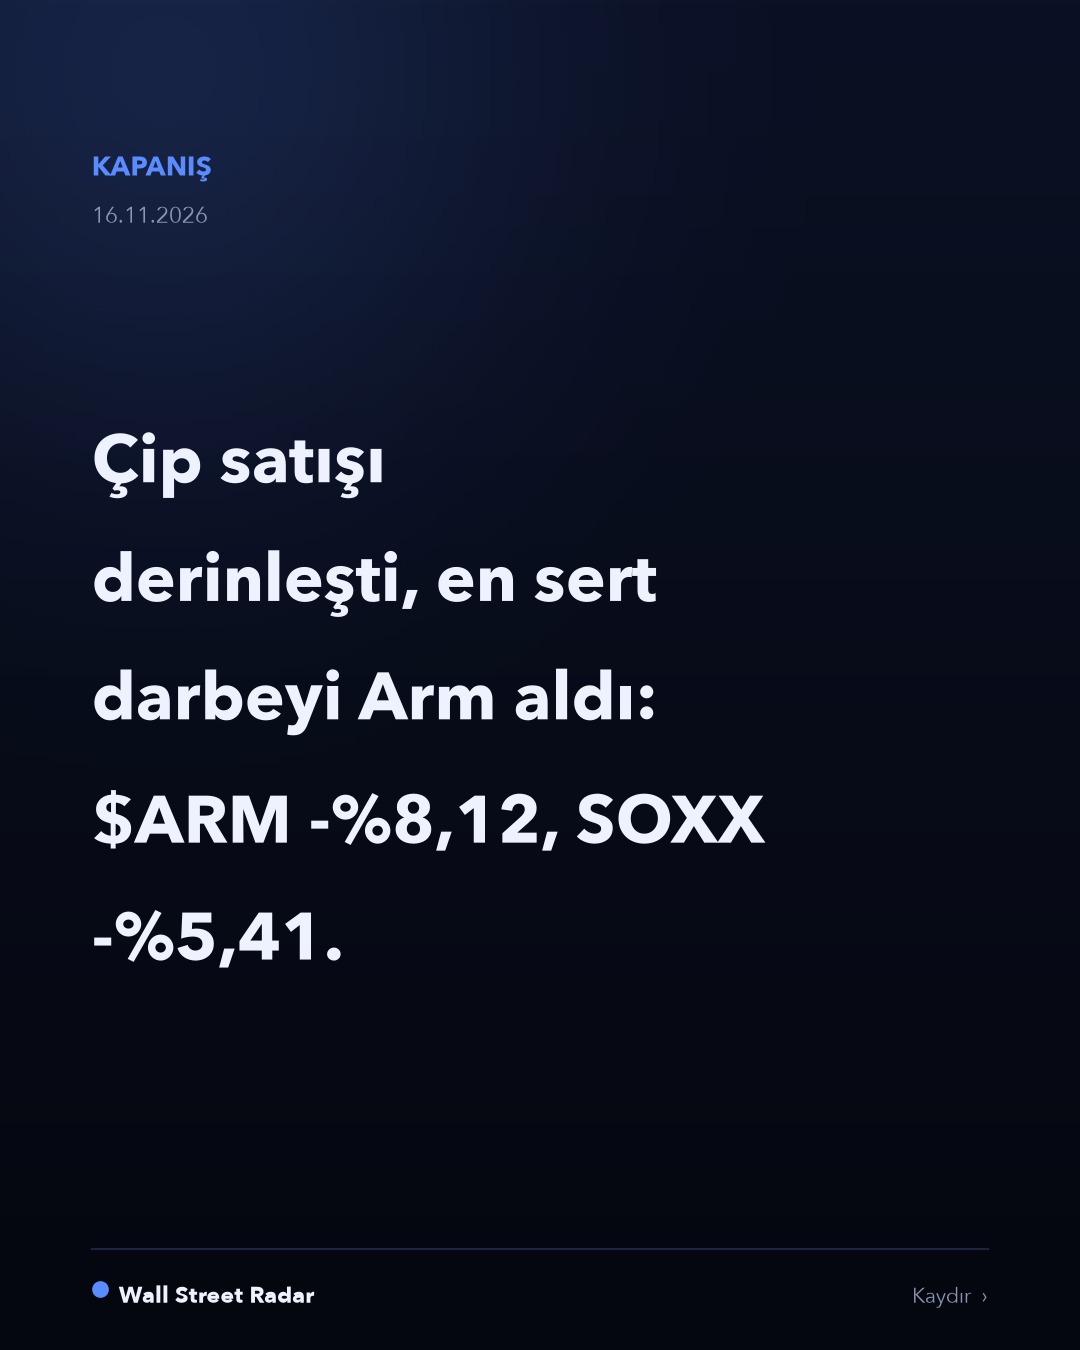 KAPANIŞ
16.11.2026
Çip satışı
derinleşti, en sert
darbeyi Arm aldı:
$ARM -%8,12, SOXX
-%5,41.
Wall Street Radar
Kaydır ›